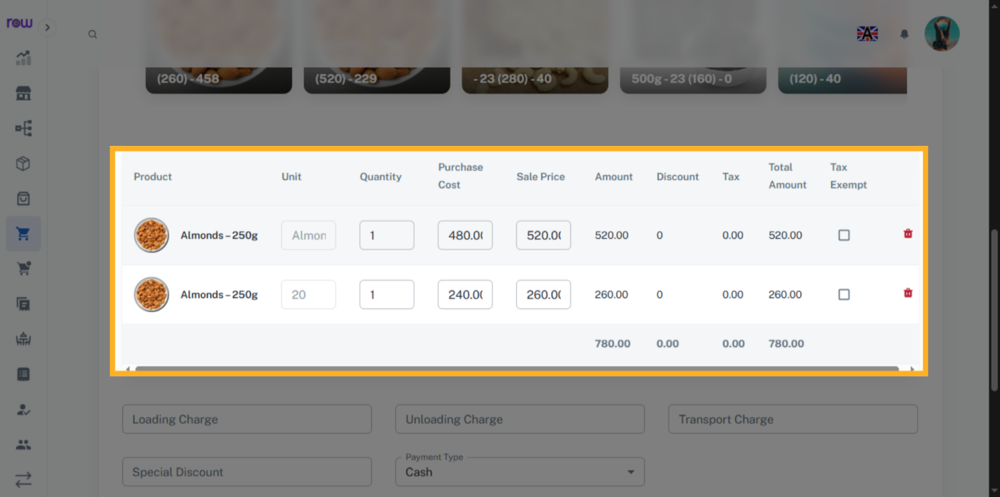 row
A
(260) - 458
(520) - 229
- 23 (280) - 40
500g - 23 (160) - 0
(120) - 40
Product Unit Quantity Purchase Cost Sale Price Amount Discount Tax Total Amount Tax Exempt
Almonds – 250g Almon 1 480.0 520.0 520.00 0 0.00 520.00
Almonds – 250g 20 1 240.0 260.0 260.00 0 0.00 260.00
780.00 0.00 0.00 780.00
Loading Charge Unloading Charge Transport Charge
Payment Type
Special Discount Cash